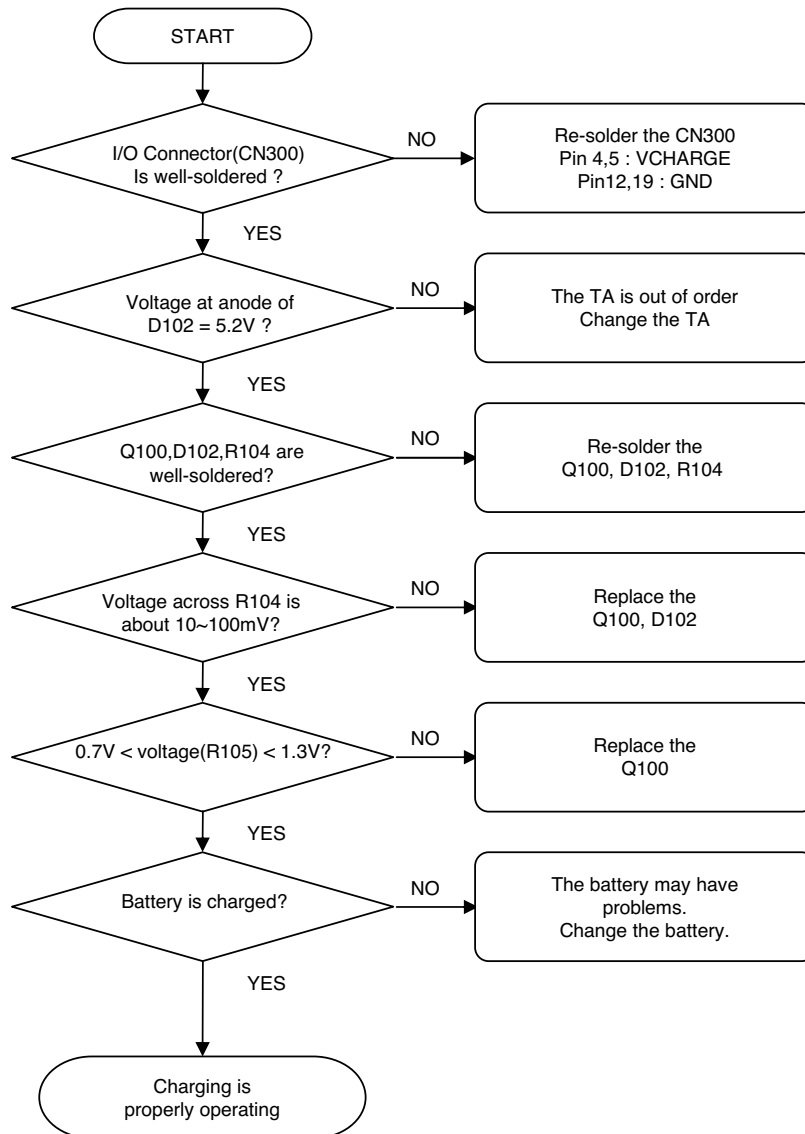 START
I/O Connector(CN300)
Is well-soldered ?
NO
Re-solder the CN300
Pin 4,5 : VCHARGE
Pin12,19 : GND
YES
Voltage at anode of
D102 = 5.2V ?
NO
The TA is out of order
Change the TA
YES
Q100,D102,R104 are
well-soldered?
NO
Re-solder the
Q100, D102, R104
YES
Voltage across R104 is
about 10~100mV?
NO
Replace the
Q100, D102
YES
0.7V < voltage(R105) < 1.3V?
NO
Replace the
Q100
YES
Battery is charged?
NO
The battery may have
problems.
Change the battery.
YES
Charging is
properly operating